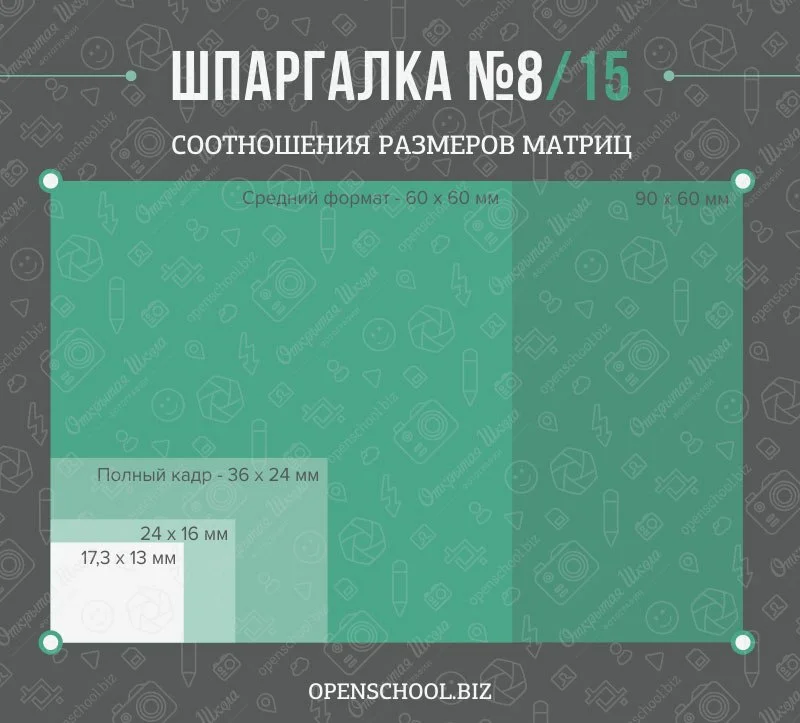 ШПАРГАЛКА №8/15
СООТНОШЕНИЯ РАЗМЕРОВ МАТРИЦ
Средний формат - 60 х 60 мм
90 х 60 мм
Полный кадр - 36 х 24 мм
24 х 16 мм
17,3 х 13 мм
OPENSCHOOL.BIZ